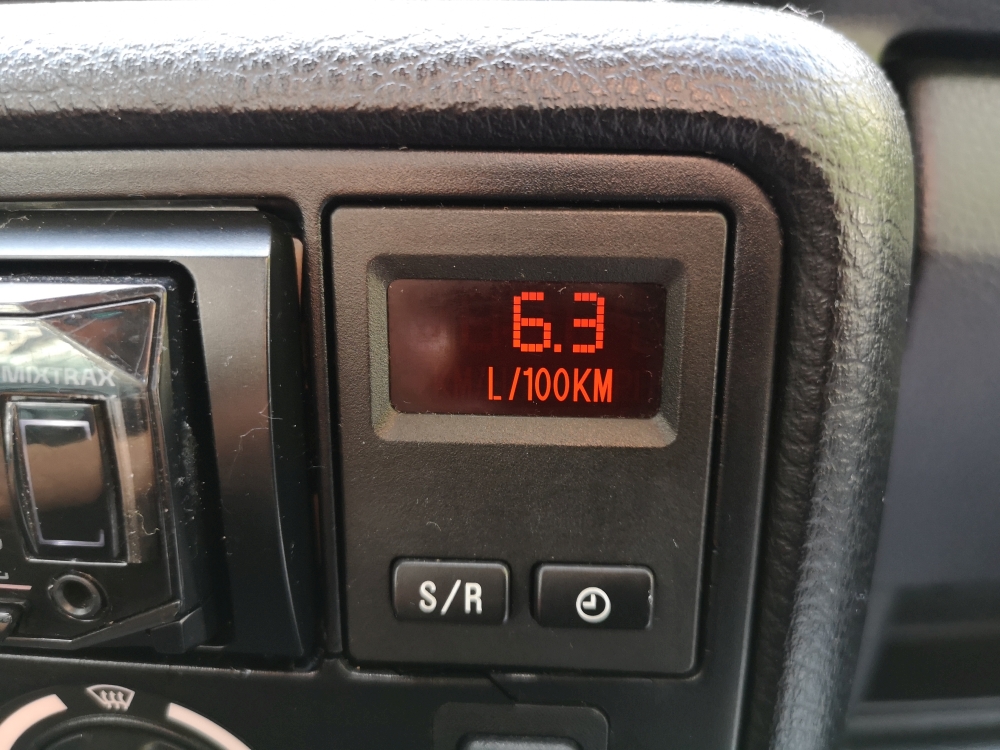 6.3
L/100KM
MIXTRAX
S/R